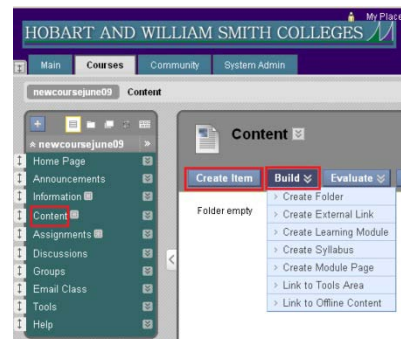 My Place
HOBART AND WILLIAM SMITH COLLEGES
Main Courses Community System Admin
newcoursejune09 Content
newcoursejune09
Home Page
Announcements
Information
Content
Assignments
Discussions
Groups
Email Class
Tools
Help
Content
Create Item Build Evaluate
Folder empty
> Create Folder
> Create External Link
> Create Learning Module
> Create Syllabus
> Create Module Page
> Link to Tools Area
> Link to Offline Content